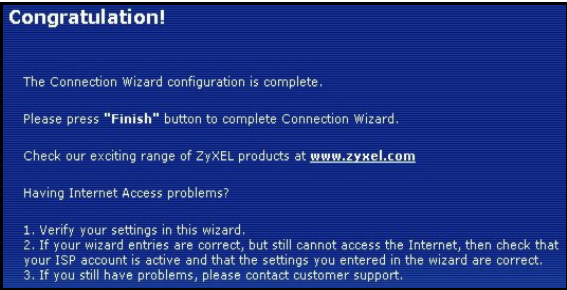 Congratulation!
The Connection Wizard configuration is complete.
Please press "Finish" button to complete Connection Wizard.
Check our exciting range of ZyXEL products at www.zyxel.com
Having Internet Access problems?
1. Verify your settings in this wizard.
2. If your wizard entries are correct, but still cannot access the Internet, then check that
your ISP account is active and that the settings you entered in the wizard are correct.
3. If you still have problems, please contact customer support.